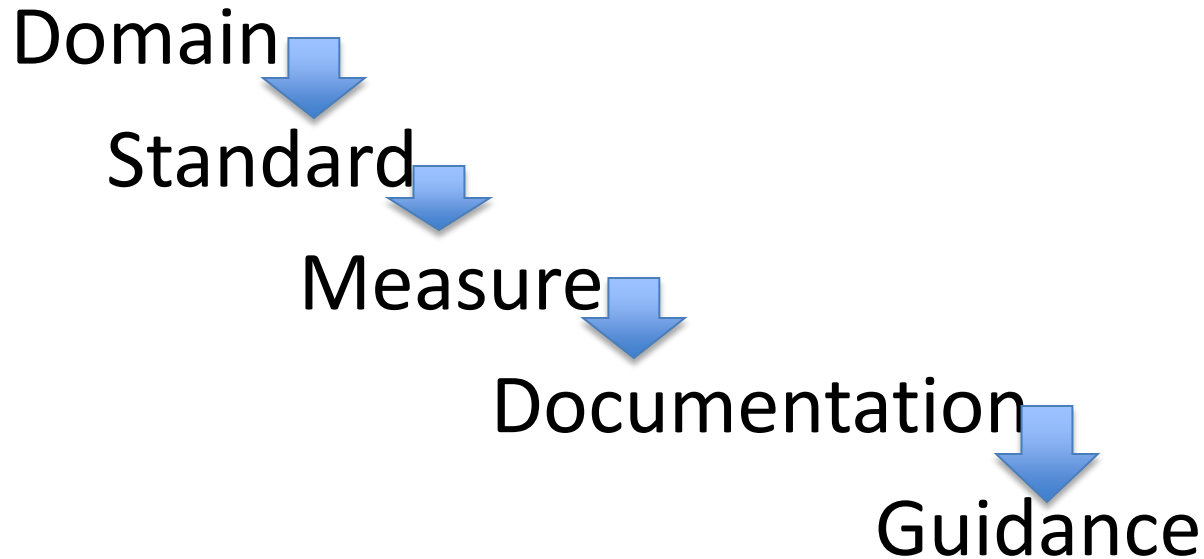 Domain
Standard
Measure
Documentation
Guidance